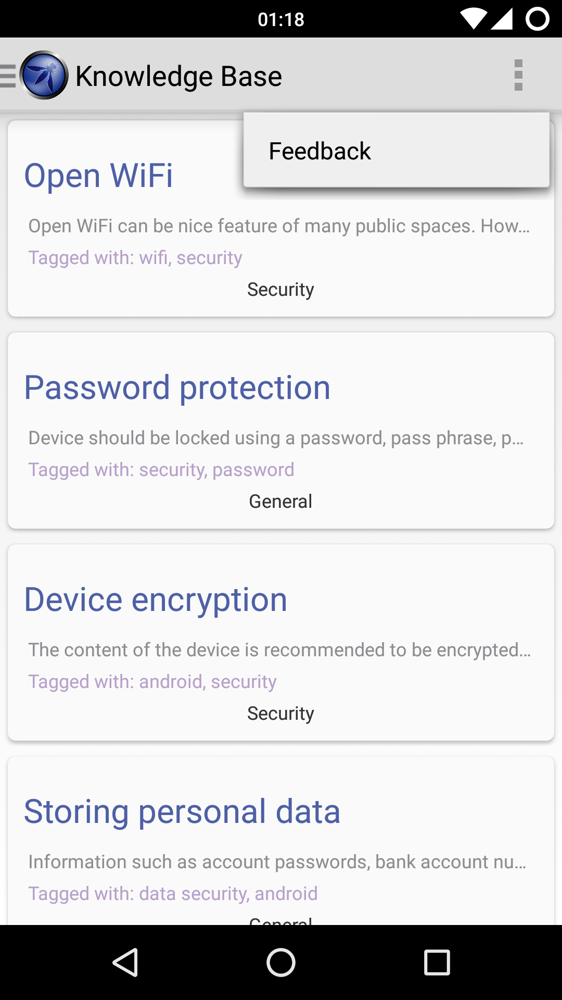 01:18
Knowledge Base
Feedback
Open WiFi
Open WiFi can be nice feature of many public spaces. How...
Tagged with: wifi, security
Security
Password protection
Device should be locked using a password, pass phrase, p...
Tagged with: security, password
General
Device encryption
The content of the device is recommended to be encrypted...
Tagged with: android, security
Security
Storing personal data
Information such as account passwords, bank account nu...
Tagged with: data security, android
General